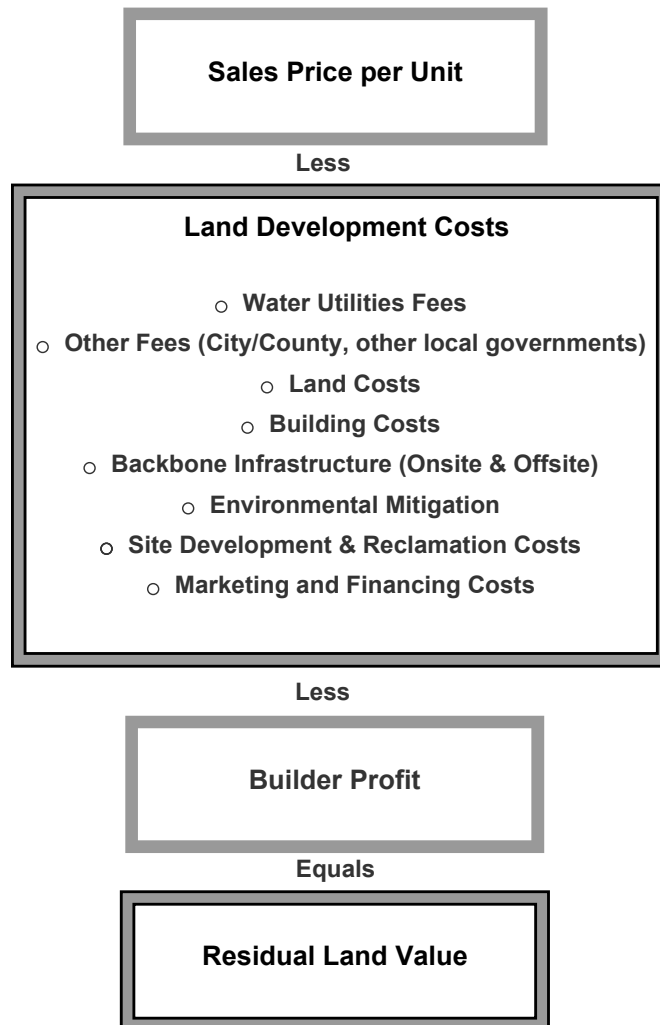 Sales Price per Unit
Less
Land Development Costs
○ Water Utilities Fees
○ Other Fees (City/County, other local governments)
○ Land Costs
○ Building Costs
○ Backbone Infrastructure (Onsite & Offsite)
○ Environmental Mitigation
○ Site Development & Reclamation Costs
○ Marketing and Financing Costs
Less
Builder Profit
Equals
Residual Land Value